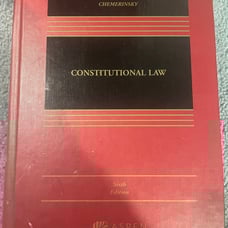 CHEMERINSKY
CONSTITUTIONAL LAW
Sixth
Edition
ASPEN